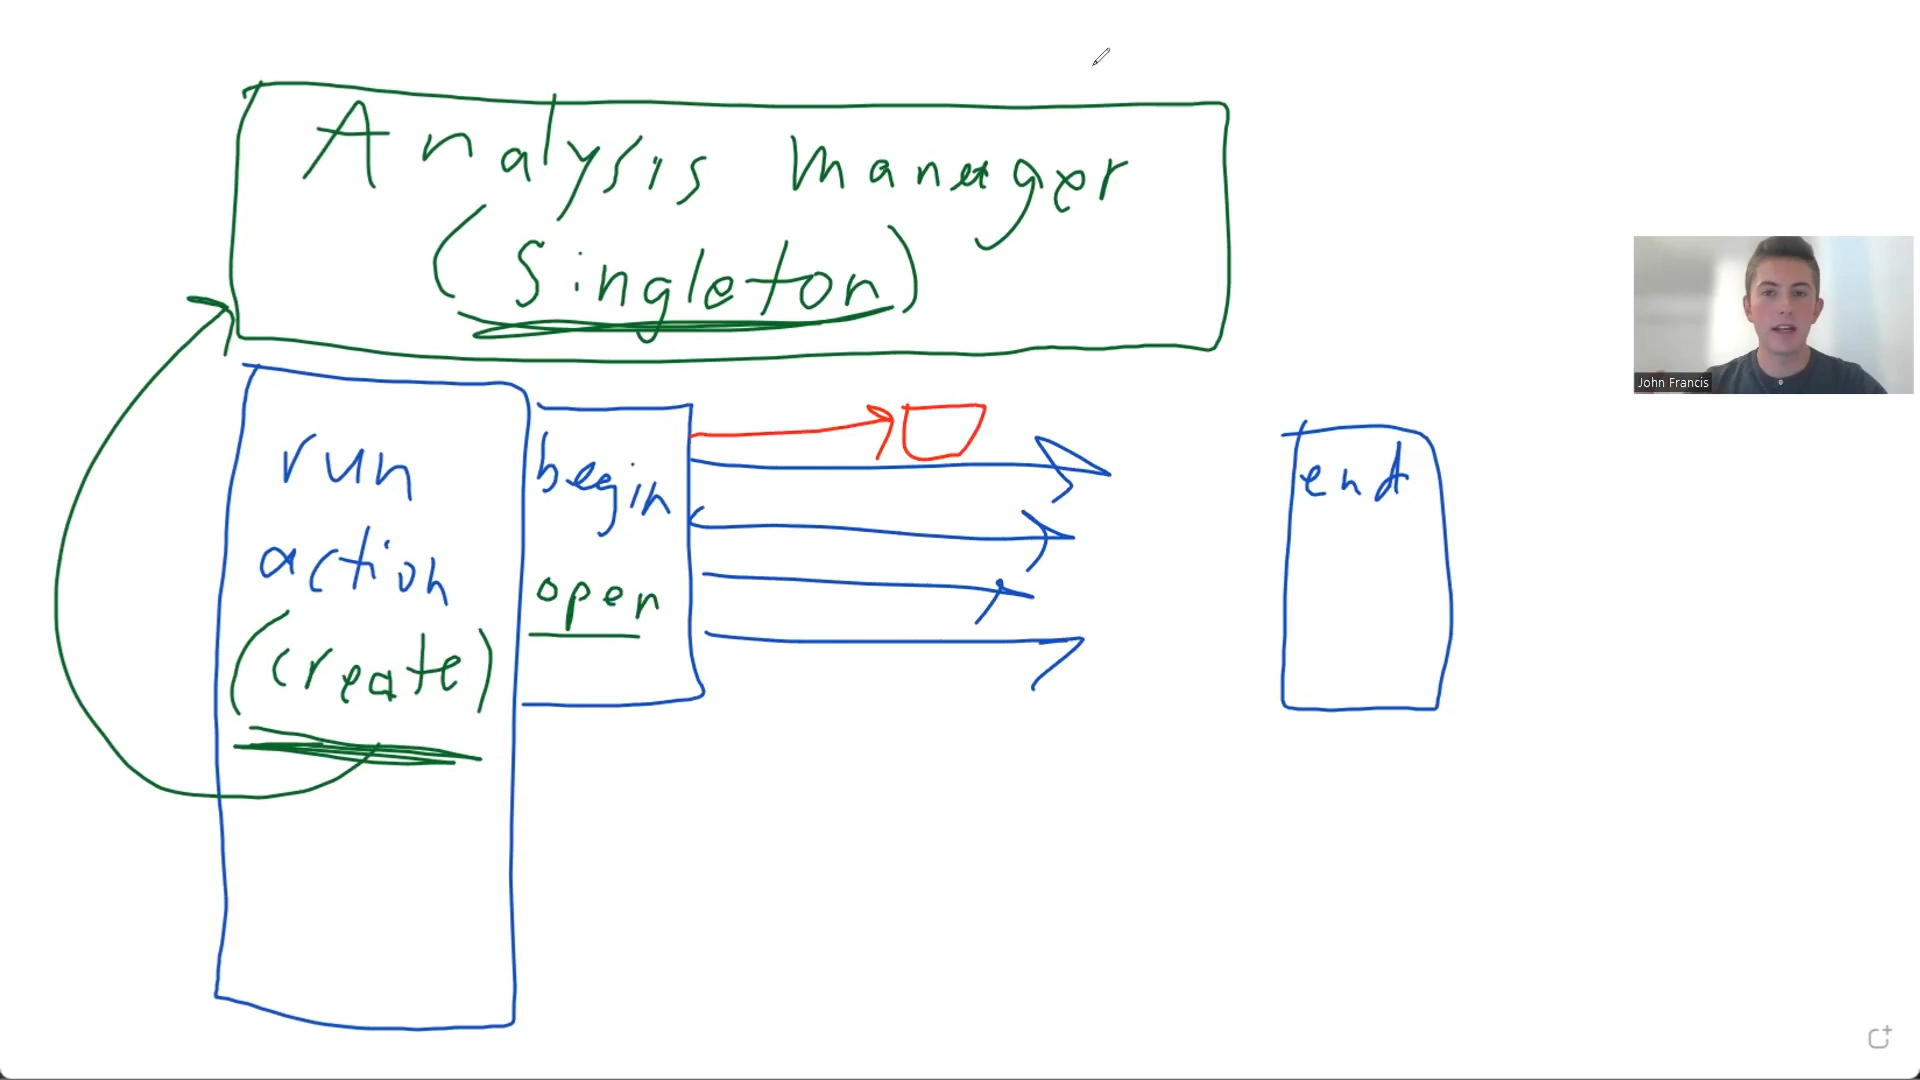 Analysis Manager
(Singleton)
run
action
(create)
begin
open
end
John Francis